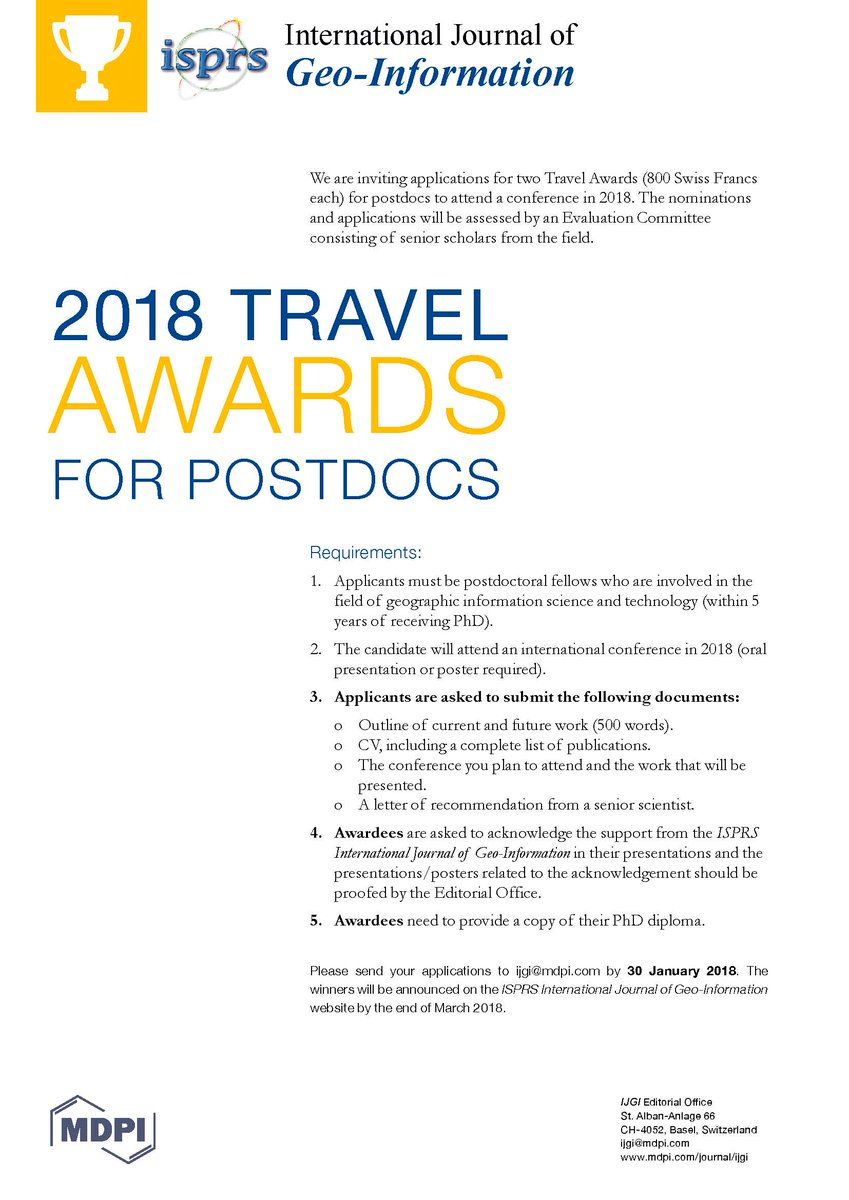 isprs
International Journal of
Geo-Information
We are inviting applications for two Travel Awards (800 Swiss Francs
each) for postdocs to attend a conference in 2018. The nominations
and applications will be assessed by an Evaluation Committee
consisting of senior scholars from the field.
2018 TRAVEL
AWARDS
FOR POSTDOCS
Requirements:
1. Applicants must be postdoctoral fellows who are involved in the
field of geographic information science and technology (within 5
years of receiving PhD).
2. The candidate will attend an international conference in 2018 (oral
presentation or poster required).
3. Applicants are asked to submit the following documents:
o Outline of current and future work (500 words).
o CV, including a complete list of publications.
o The conference you plan to attend and the work that will be
presented.
o A letter of recommendation from a senior scientist.
4. Awardees are asked to acknowledge the support from the ISPRS
International Journal of Geo-Information in their presentations and the
presentations/posters related to the acknowledgement should be
proofed by the Editorial Office.
5. Awardees need to provide a copy of their PhD diploma.
Please send your applications to ijgi@mdpi.com by 30 January 2018. The
winners will be announced on the ISPRS International Journal of Geo-Information
website by the end of March 2018.
MDPI
IJGI Editorial Office
St. Alban-Anlage 66
CH-4052, Basel, Switzerland
ijgi@mdpi.com
www.mdpi.com/journal/ijgi